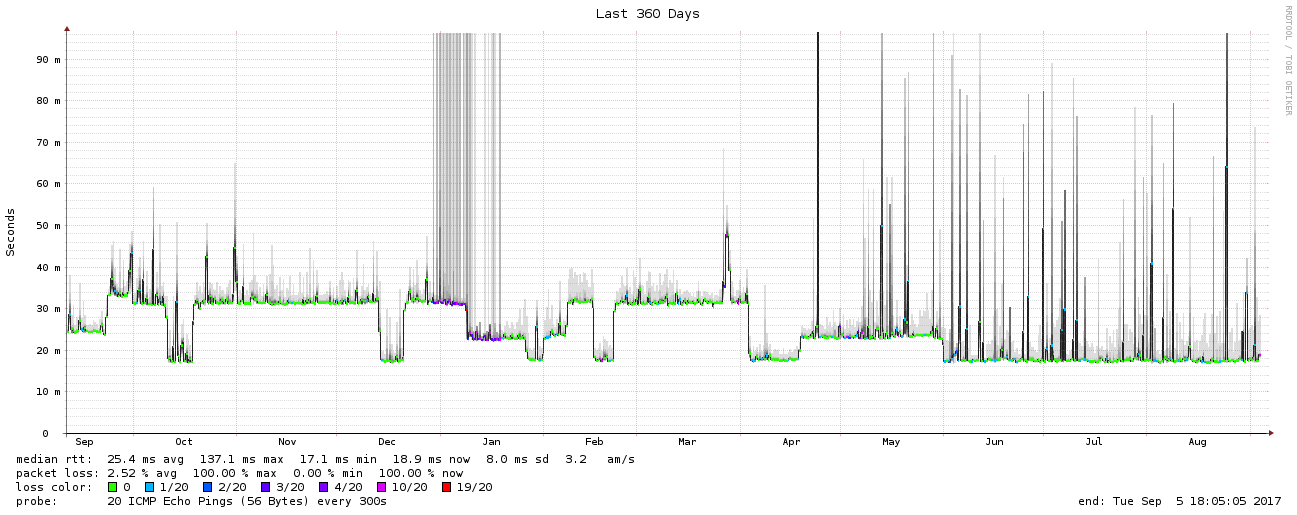 Last 360 Days
RRDTOOL / TOBI OETIKER
Seconds
90 m
80 m
70 m
60 m
50 m
40 m
30 m
20 m
10 m
0
Sep Oct Nov Dec Jan Feb Mar Apr May Jun Jul Aug
median rtt: 25.4 ms avg 137.1 ms max 17.1 ms min 18.9 ms now 8.0 ms sd 3.2 am/s
packet loss: 2.52 % avg 100.00 % max 0.00 % min 100.00 % now
loss color: 0 1/20 2/20 3/20 4/20 10/20 19/20
probe: 20 ICMP Echo Pings (56 Bytes) every 300s end: Tue Sep 5 18:05:05 2017